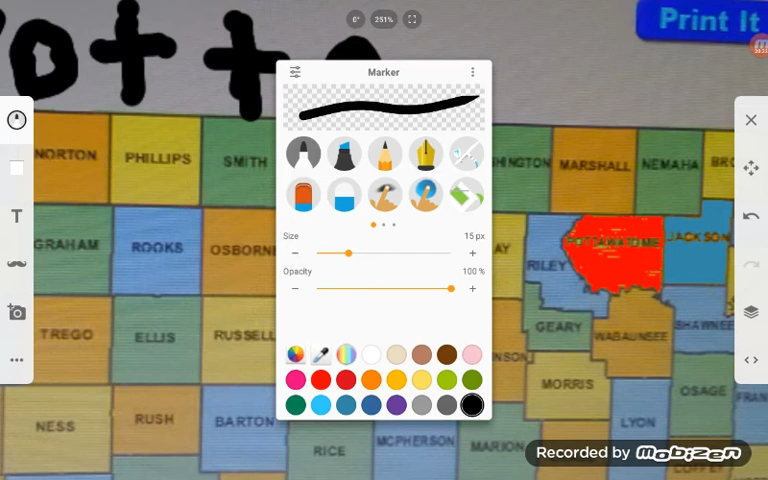 6° 251%
Print It
ott
Marker
NORTON PHILLIPS SMITH MARSHALL NEMAHA
GRAHAM ROOKS RILEY POTTAWATOMIE JACKSON
Size 15 px
Opacity 100 %
TREGO ELLIS RUSSELL GEARY WABAUNSEE SHAWNEE
MORRIS OSAGE
NESS RUSH BARTON LYON
RICE MCPHERSON MARION
Recorded by MOBIZEN
T